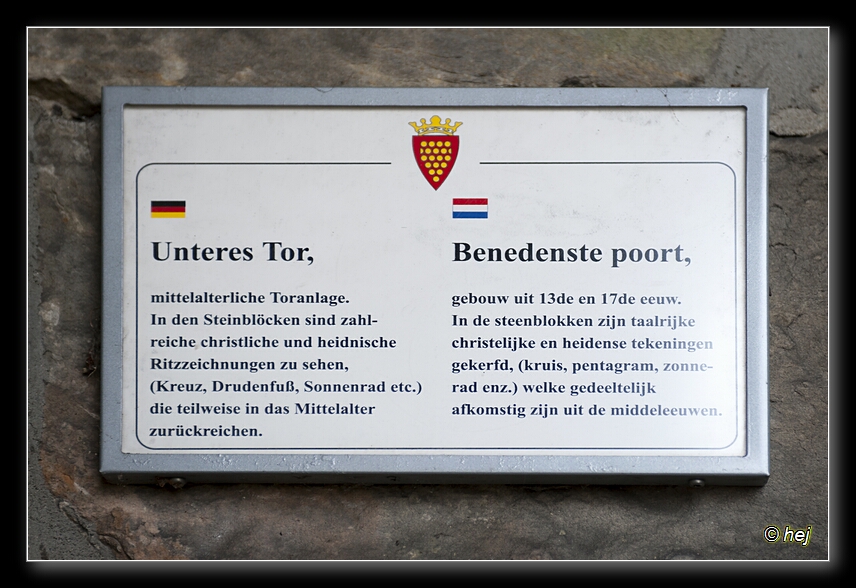 Unteres Tor,
mittelalterliche Toranlage.
In den Steinblöcken sind zahl-
reiche christliche und heidnische
Ritzzeichnungen zu sehen,
(Kreuz, Drudenfuß, Sonnenrad etc.)
die teilweise in das Mittelalter
zurückreichen.
Benedenste poort,
gebouw uit 13de en 17de eeuw.
In de steenblokken zijn taalrijke
christelijke en heidense tekeningen
gekerfd, (kruis, pentagram, zonne-
rad enz.) welke gedeeltelijk
afkomstig zijn uit de middeleeuwen.
© hej